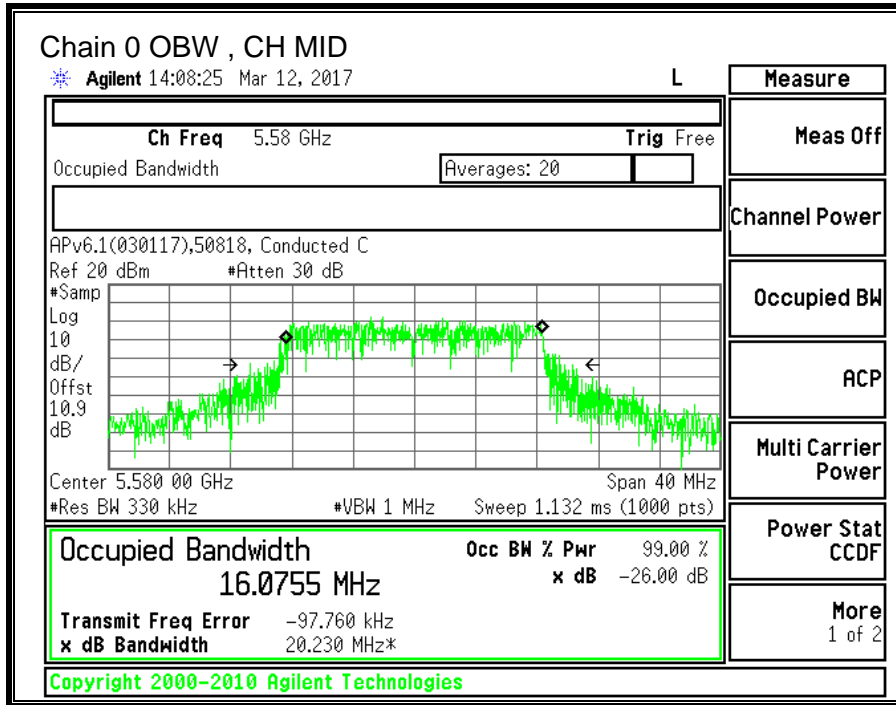 Chain 0 OBW , CH MID
Agilent 14:08:25 Mar 12, 2017 L
Measure
Ch Freq 5.58 GHz Trig Free
Meas Off
Occupied Bandwidth Averages: 20
Channel Power
APv6.1(030117),50818, Conducted C
Ref 20 dBm #Atten 30 dB
#Samp
Log
10
dB/
Offst
10.9
dB
Occupied BW
ACP
Center 5.580 00 GHz Span 40 MHz
#Res BW 330 kHz #VBW 1 MHz Sweep 1.132 ms (1000 pts)
Multi Carrier
Power
Occupied Bandwidth Occ BW % Pwr 99.00 %
16.0755 MHz x dB -26.00 dB
Power Stat
CCDF
Transmit Freq Error -97.760 kHz
x dB Bandwidth 20.230 MHz*
More
1 of 2
Copyright 2000-2010 Agilent Technologies